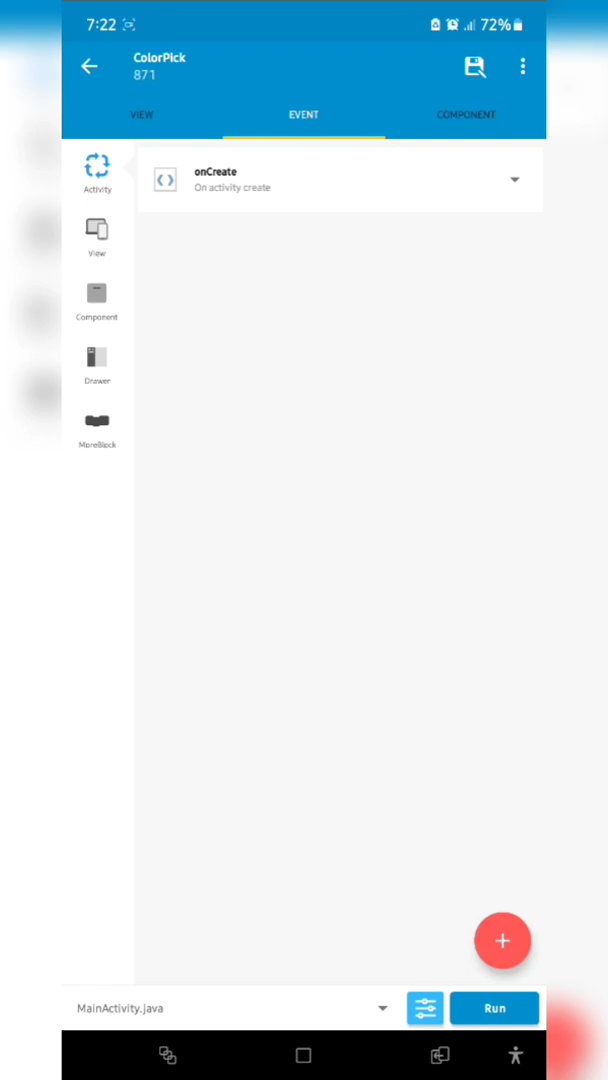 7:22
72%
ColorPick
871
VIEW
EVENT
COMPONENT
Activity
onCreate
On activity create
View
Component
Drawer
MoreBlock
MainActivity.java
Run